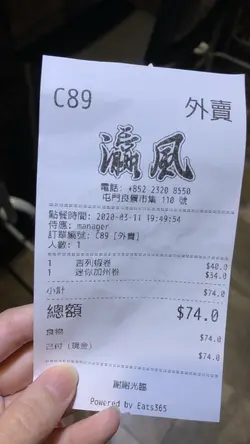 C89 外賣
瀛風
電話: +852 2320 8550
屯門良景市集 110 號
點餐時間: 2020-03-11 19:49:54
侍應: manager
訂單編號: C89 [外賣]
人數: 1
1 吉列蝦卷 $40.0
1 迷你加州卷 $34.0
小計 $74.0
總額 $74.0
食物 $74.0
已付 (現金) $74.0
謝謝光臨
Powered by Eats365